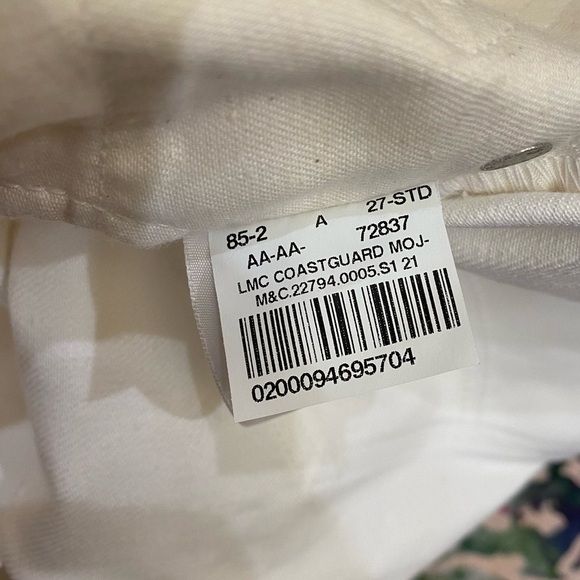 85-2 A 27-STD
AA-AA- 72837
LMC COASTGUARD MOJ-
M&C.22794.0005.S1 21
0200094695704